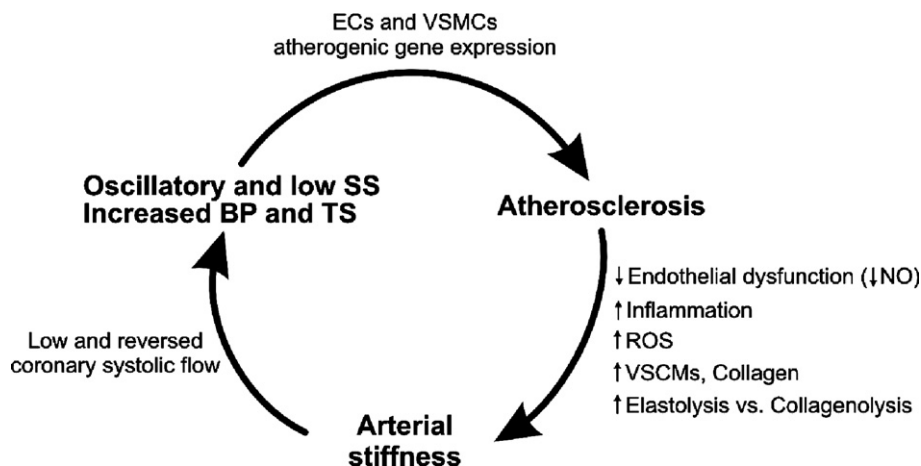 ECs and VSMCs
atherogenic gene expression
Oscillatory and low SS
Increased BP and TS
Atherosclerosis
↓Endothelial dysfunction (↓NO)
↑Inflammation
↑ROS
↑VSCMs, Collagen
↑Elastolysis vs. Collagenolysis
Low and reversed
coronary systolic flow
Arterial
stiffness